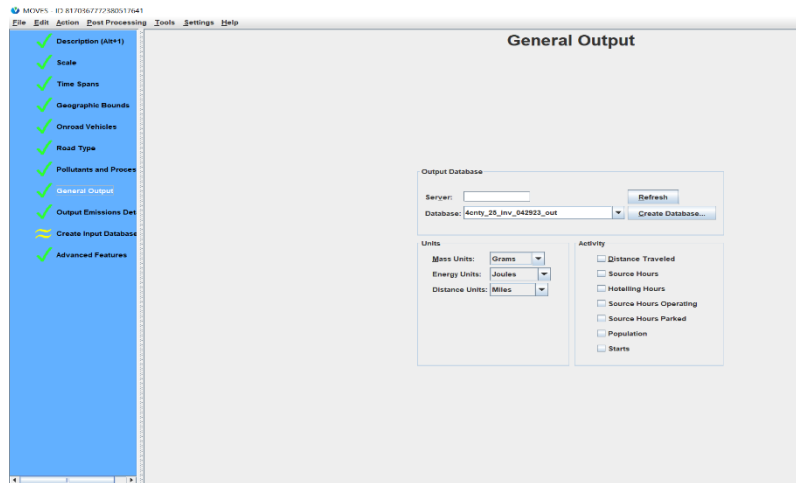 MOVES - ID 8170367772380517641
File Edit Action Post Processing Tools Settings Help
Description (Alt+1)
Scale
Time Spans
Geographic Bounds
Onroad Vehicles
Road Type
Pollutants and Proces
General Output
Output Emissions Det
Create Input Database
Advanced Features
General Output
Output Database
Server:
Refresh
Database: 4cnty_28_Inv_042923_out
Create Database...
Units
Mass Units: Grams
Energy Units: Joules
Distance Units: Miles
Activity
Distance Traveled
Source Hours
Hotelling Hours
Source Hours Operating
Source Hours Parked
Population
Starts